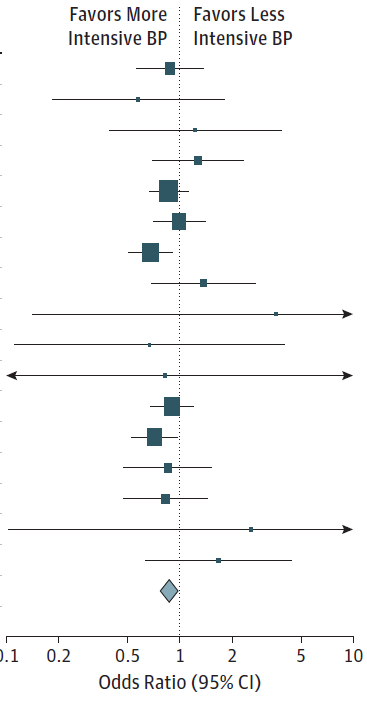 Favors More Favors Less
Intensive BP Intensive BP
0.1 0.2 0.5 1 2 5 10
Odds Ratio (95% CI)